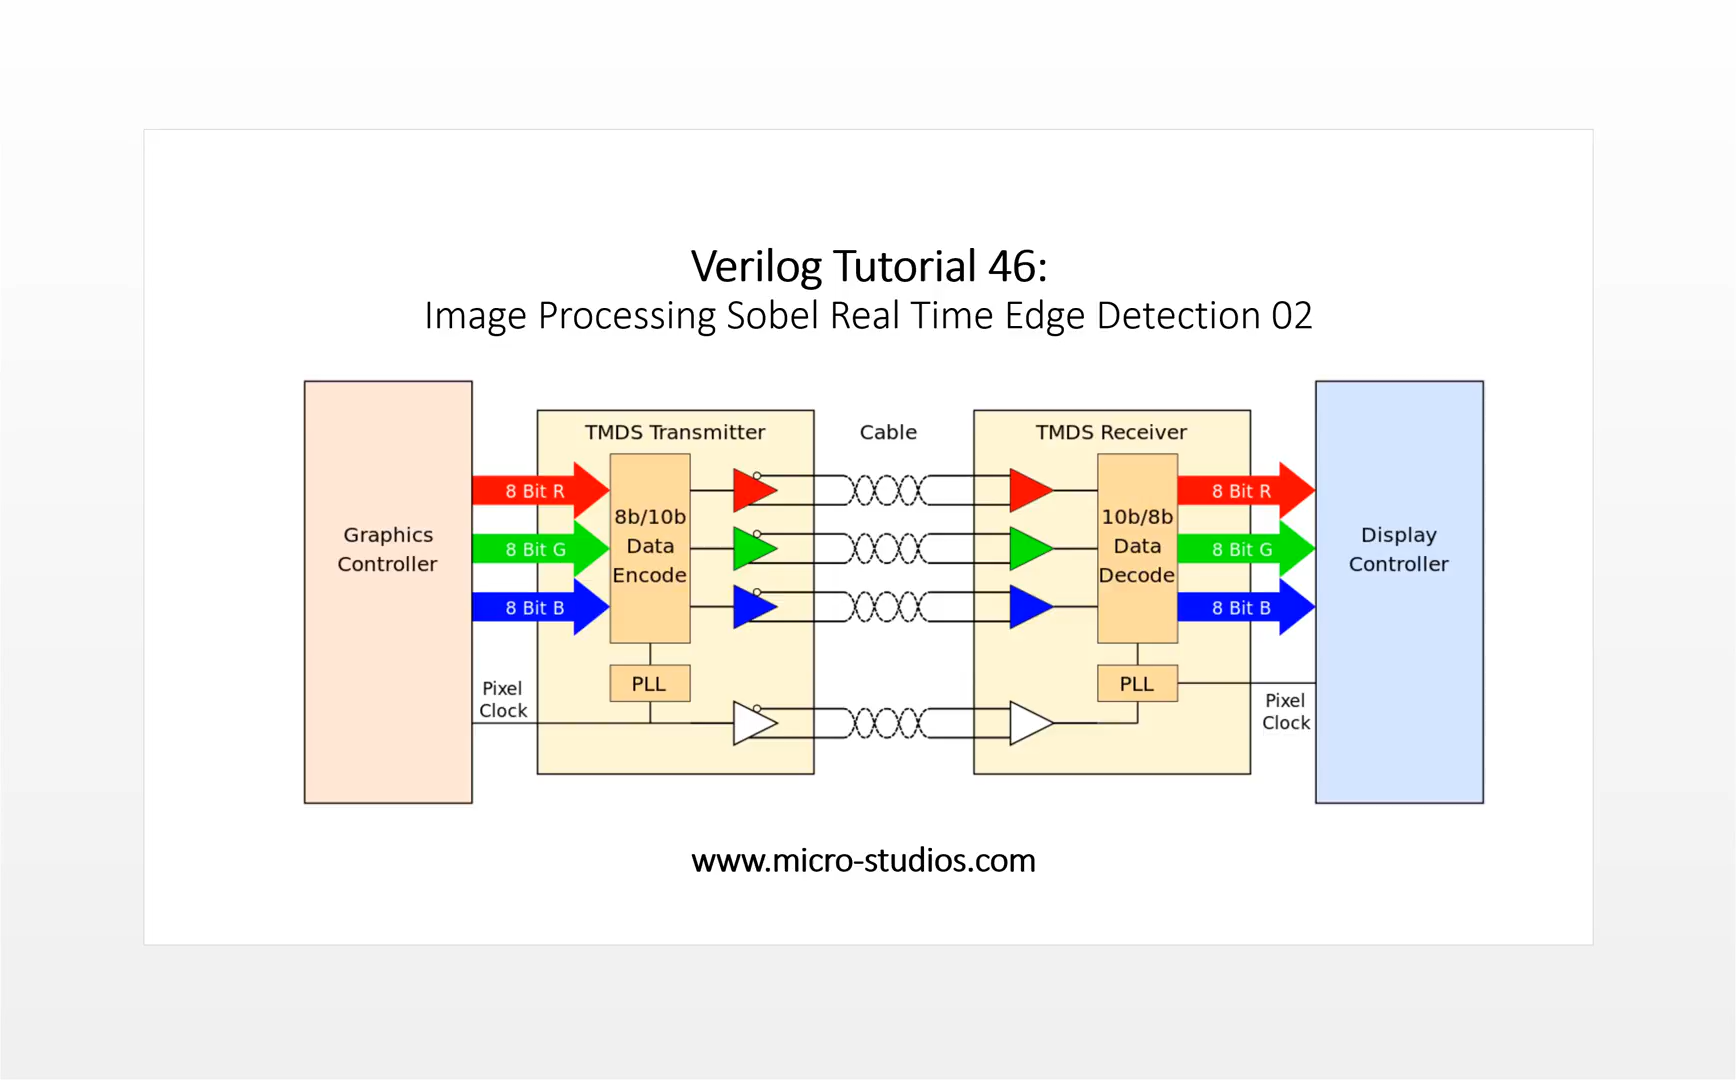 Verilog Tutorial 46:
Image Processing Sobel Real Time Edge Detection 02
Graphics
Controller
8 Bit R
8 Bit G
8 Bit B
Pixel
Clock
TMDS Transmitter
8b/10b
Data
Encode
PLL
Cable
TMDS Receiver
10b/8b
Data
Decode
PLL
8 Bit R
8 Bit G
8 Bit B
Pixel
Clock
Display
Controller
www.micro-studios.com